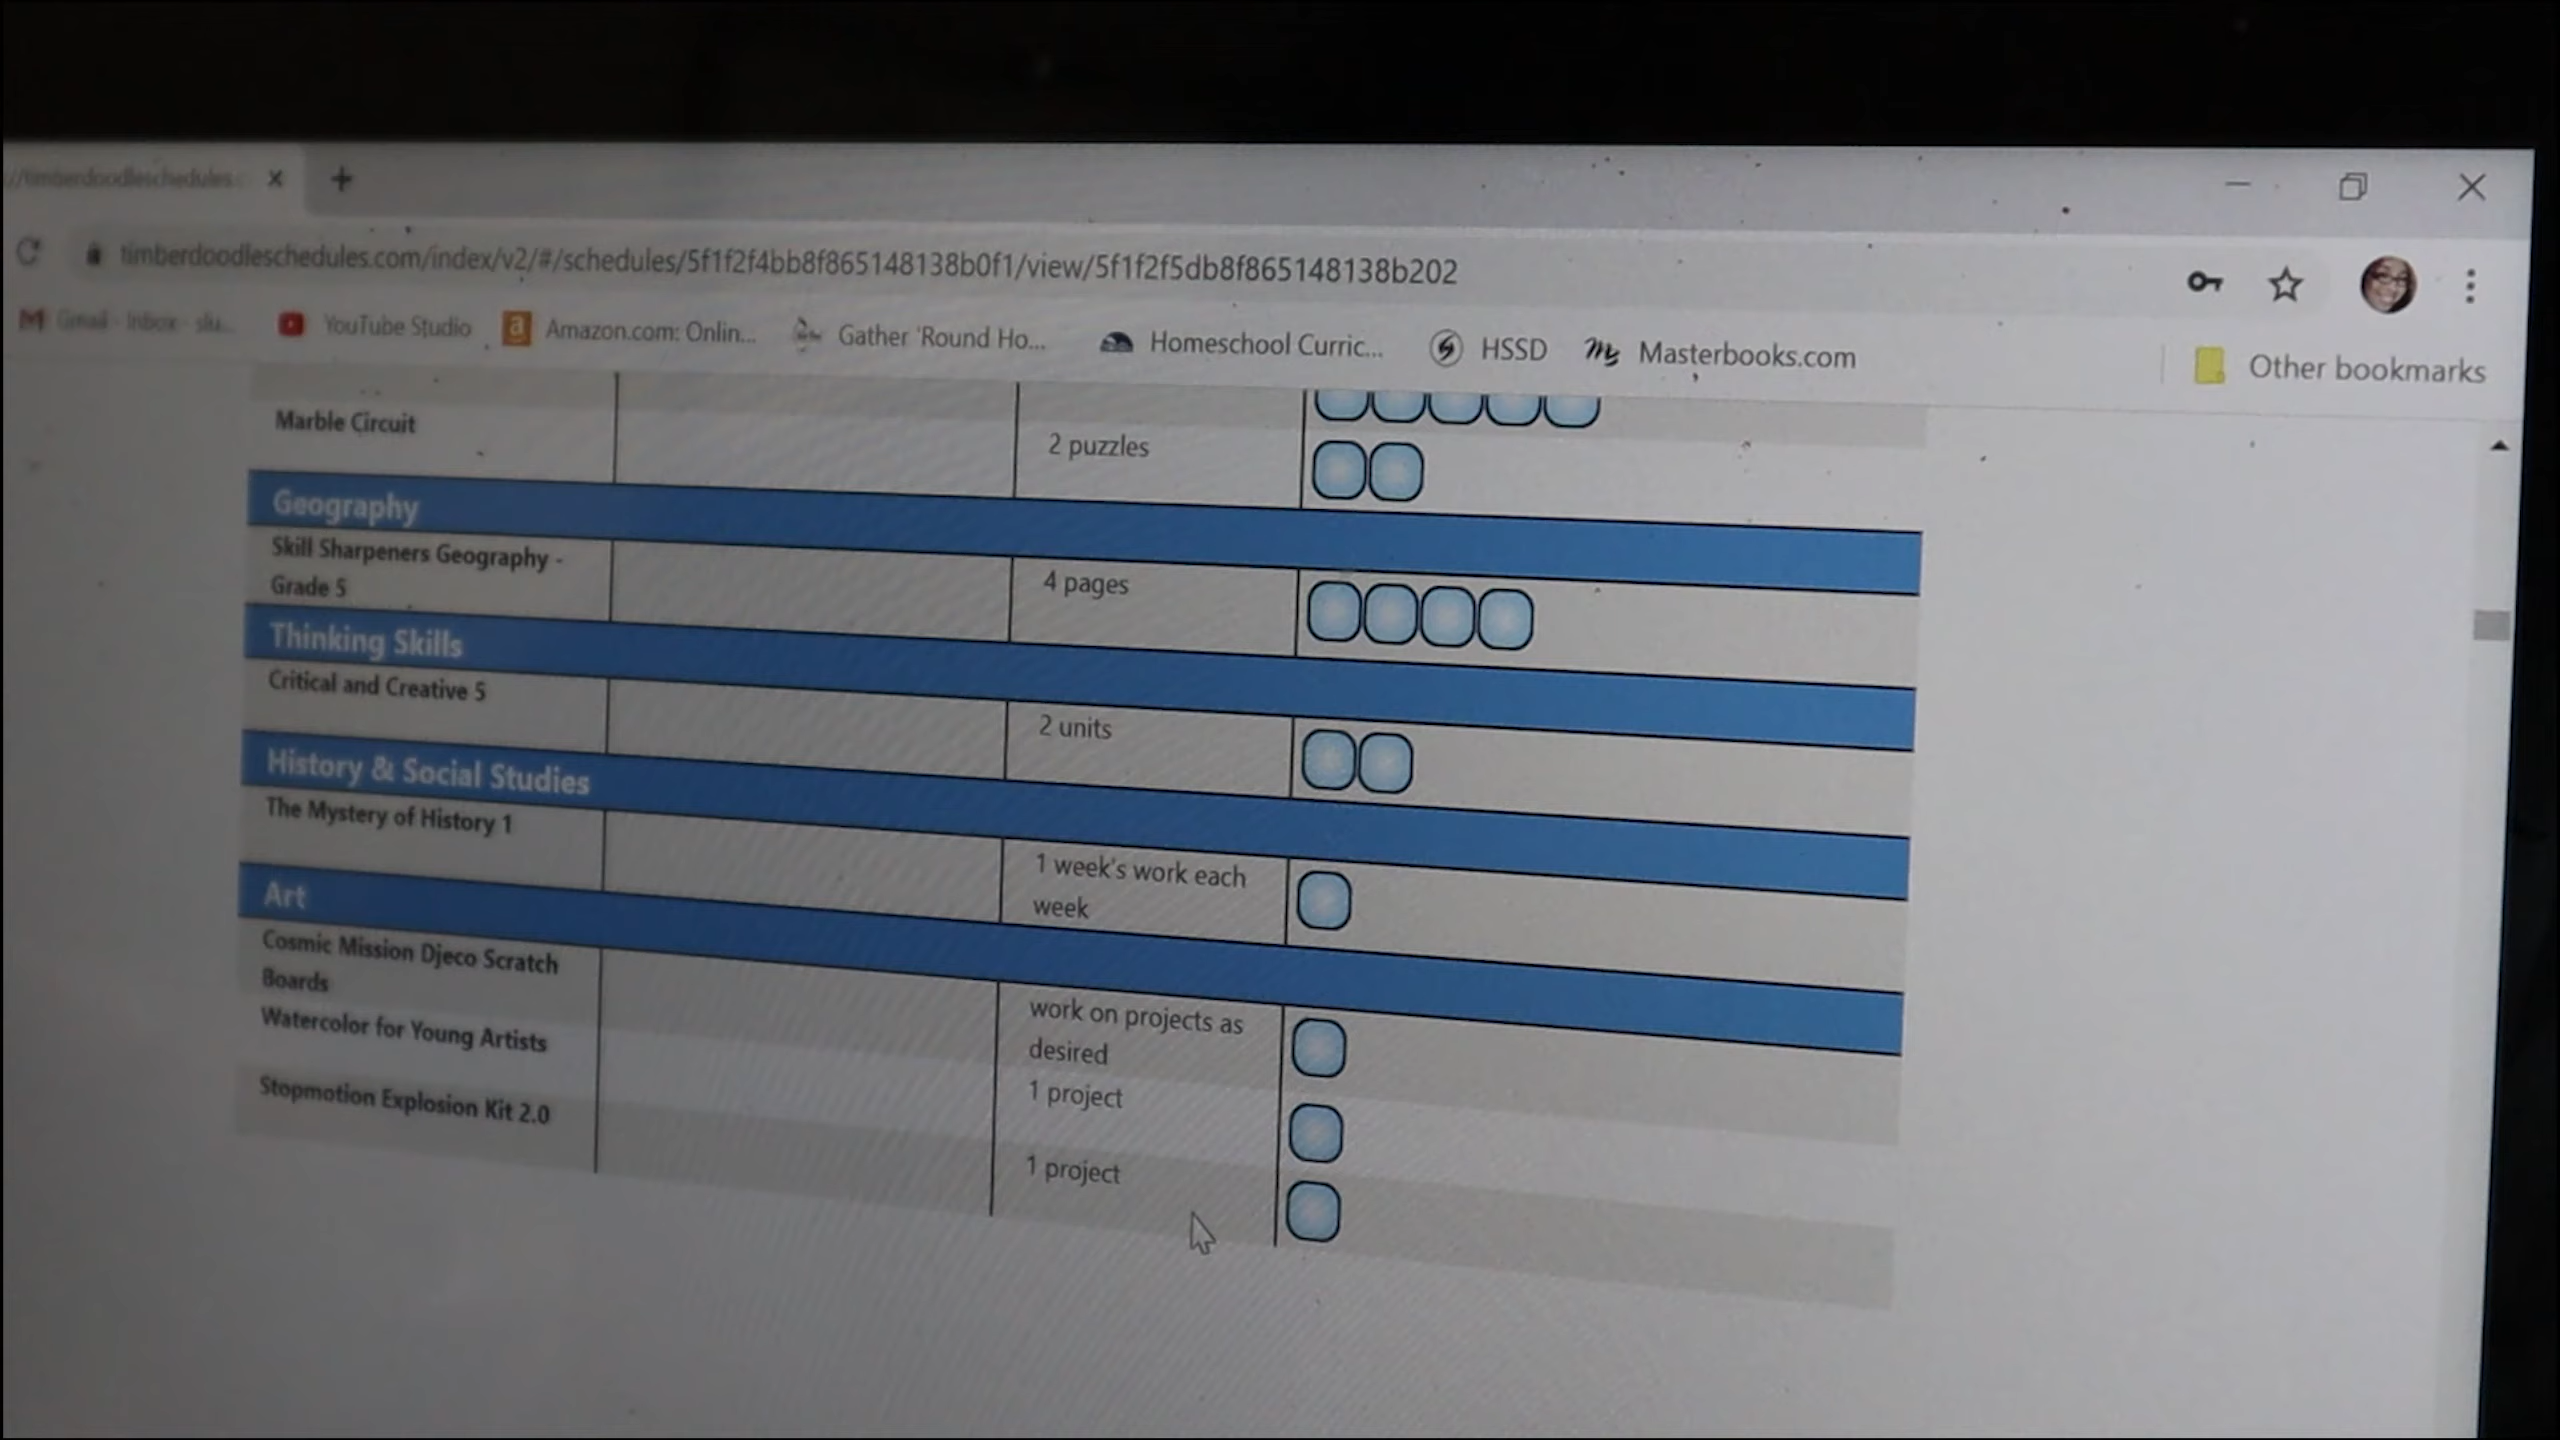 //timberdoodleschedules
timberdoodleschedules.com/index/v2/#/schedules/5f1f2f4bb8f865148138b0f1/view/5f1f2f5db8f865148138b202
Gmail - Inbox - slu...
YouTube Studio
Amazon.com: Onlin...
Gather 'Round Ho...
Homeschool Curric...
HSSD
Masterbooks.com
Other bookmarks
Marble Circuit
2 puzzles
Geography
Skill Sharpeners Geography -
Grade 5
4 pages
Thinking Skills
Critical and Creative 5
2 units
History & Social Studies
The Mystery of History 1
1 week's work each
week
Art
Cosmic Mission Djeco Scratch
Boards
work on projects as
desired
Watercolor for Young Artists
1 project
Stopmotion Explosion Kit 2.0
1 project